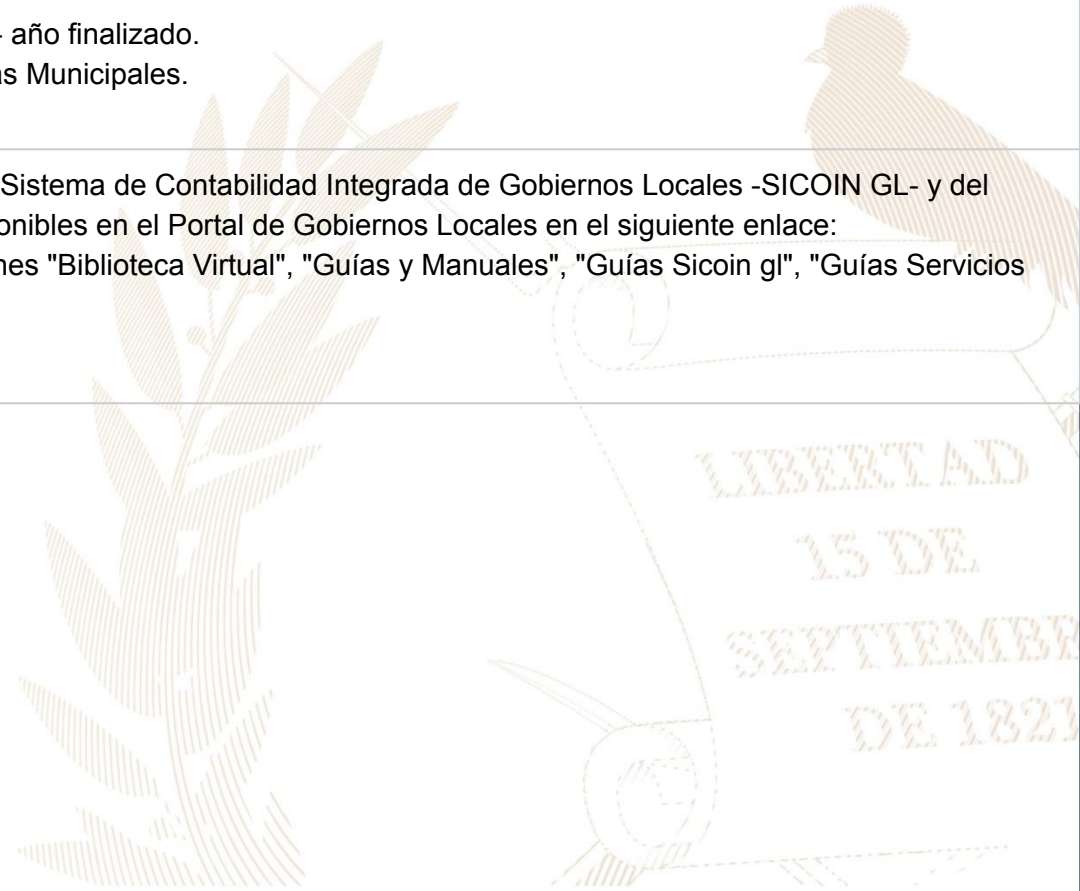 - año finalizado.
as Municipales.
Sistema de Contabilidad Integrada de Gobiernos Locales -SICOIN GL- y del
onibles en el Portal de Gobiernos Locales en el siguiente enlace:
nes "Biblioteca Virtual", "Guías y Manuales", "Guías Sicoin gl", "Guías Servicios
LIBERTAD
15 DE
SEPTIEMBR
DE 1821